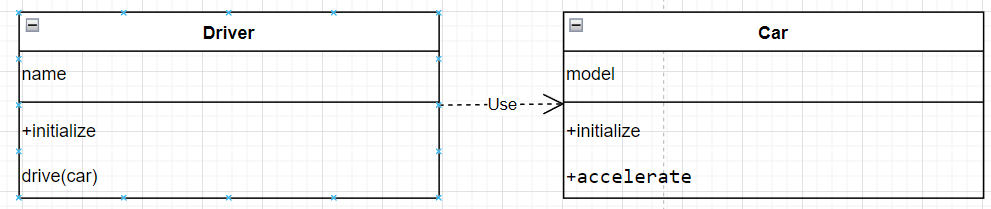 Driver
name
+initialize
drive(car)
Use
Car
model
+initialize
+accelerate